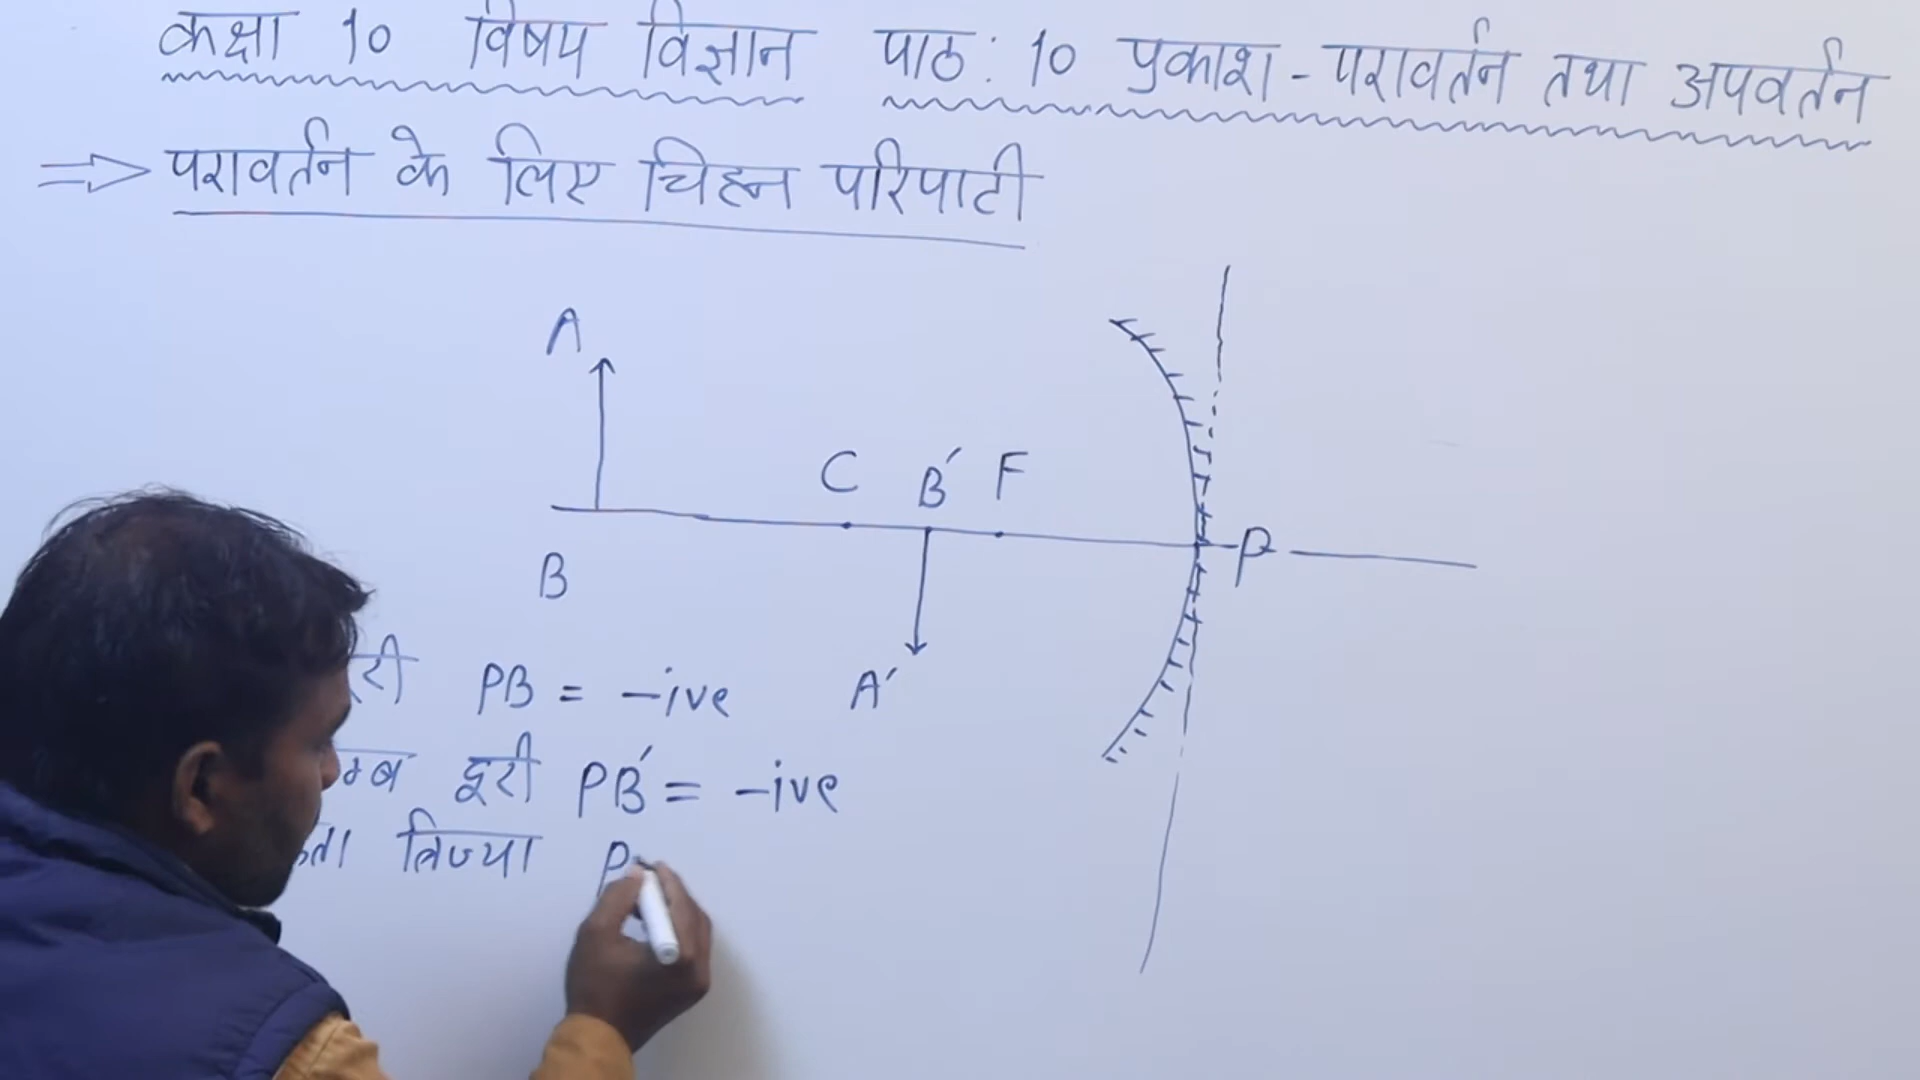 कक्षा 10 विषय विज्ञान पाठ: 10 प्रकाश - परावर्तन तथा अपवर्तन
⇒ परावर्तन के लिए चिह्न परिपाटी
A
C B′ F
P
B
PB = -ive A′
दूरी PB′ = -ive
त्रिज्या P